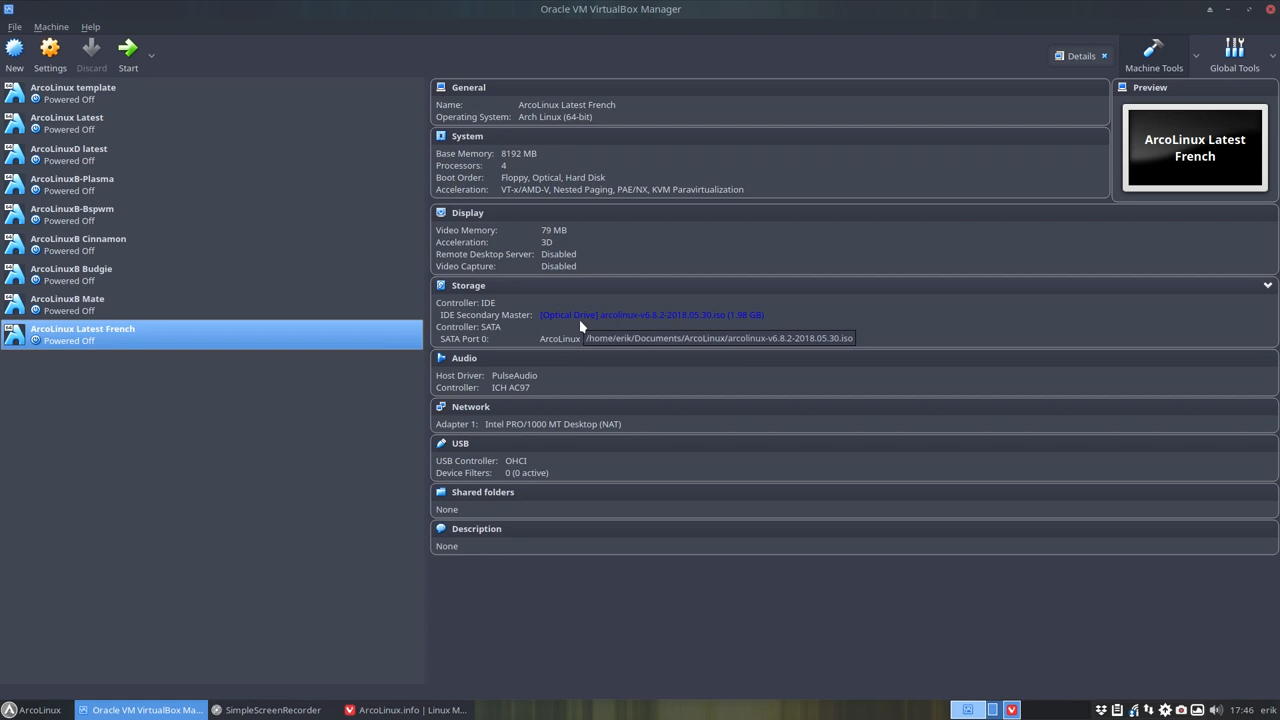 Oracle VM VirtualBox Manager
File Machine Help
New Settings Discard Start
Details
Machine Tools Global Tools
ArcoLinux template
Powered Off
ArcoLinux Latest
Powered Off
ArcoLinuxD latest
Powered Off
ArcoLinuxB-Plasma
Powered Off
ArcoLinuxB-Bspwm
Powered Off
ArcoLinuxB Cinnamon
Powered Off
ArcoLinuxB Budgie
Powered Off
ArcoLinuxB Mate
Powered Off
ArcoLinux Latest French
Powered Off
General
Name: ArcoLinux Latest French
Operating System: Arch Linux (64-bit)
System
Base Memory: 8192 MB
Processors: 4
Boot Order: Floppy, Optical, Hard Disk
Acceleration: VT-x/AMD-V, Nested Paging, PAE/NX, KVM Paravirtualization
Preview
ArcoLinux Latest
French
Display
Video Memory: 79 MB
Acceleration: 3D
Remote Desktop Server: Disabled
Video Capture: Disabled
Storage
Controller: IDE
IDE Secondary Master: [Optical Drive] arcolinux-v6.8.2-2018.05.30.iso (1.98 GB)
Controller: SATA
SATA Port 0: ArcoLinux
/home/erik/Documents/ArcoLinux/arcolinux-v6.8.2-2018.05.30.iso
Audio
Host Driver: PulseAudio
Controller: ICH AC97
Network
Adapter 1: Intel PRO/1000 MT Desktop (NAT)
USB
USB Controller: OHCI
Device Filters: 0 (0 active)
Shared folders
None
Description
None
ArcoLinux
Oracle VM VirtualBox Ma...
SimpleScreenRecorder
ArcoLinux.info | Linux M...
17:46 erik